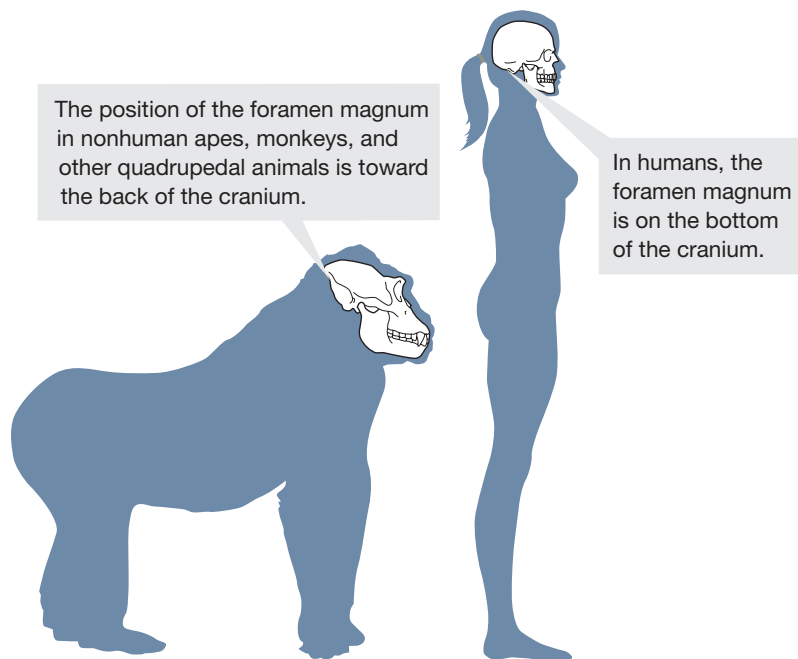 The position of the foramen magnum
in nonhuman apes, monkeys, and
other quadrupedal animals is toward
the back of the cranium.
In humans, the
foramen magnum
is on the bottom
of the cranium.